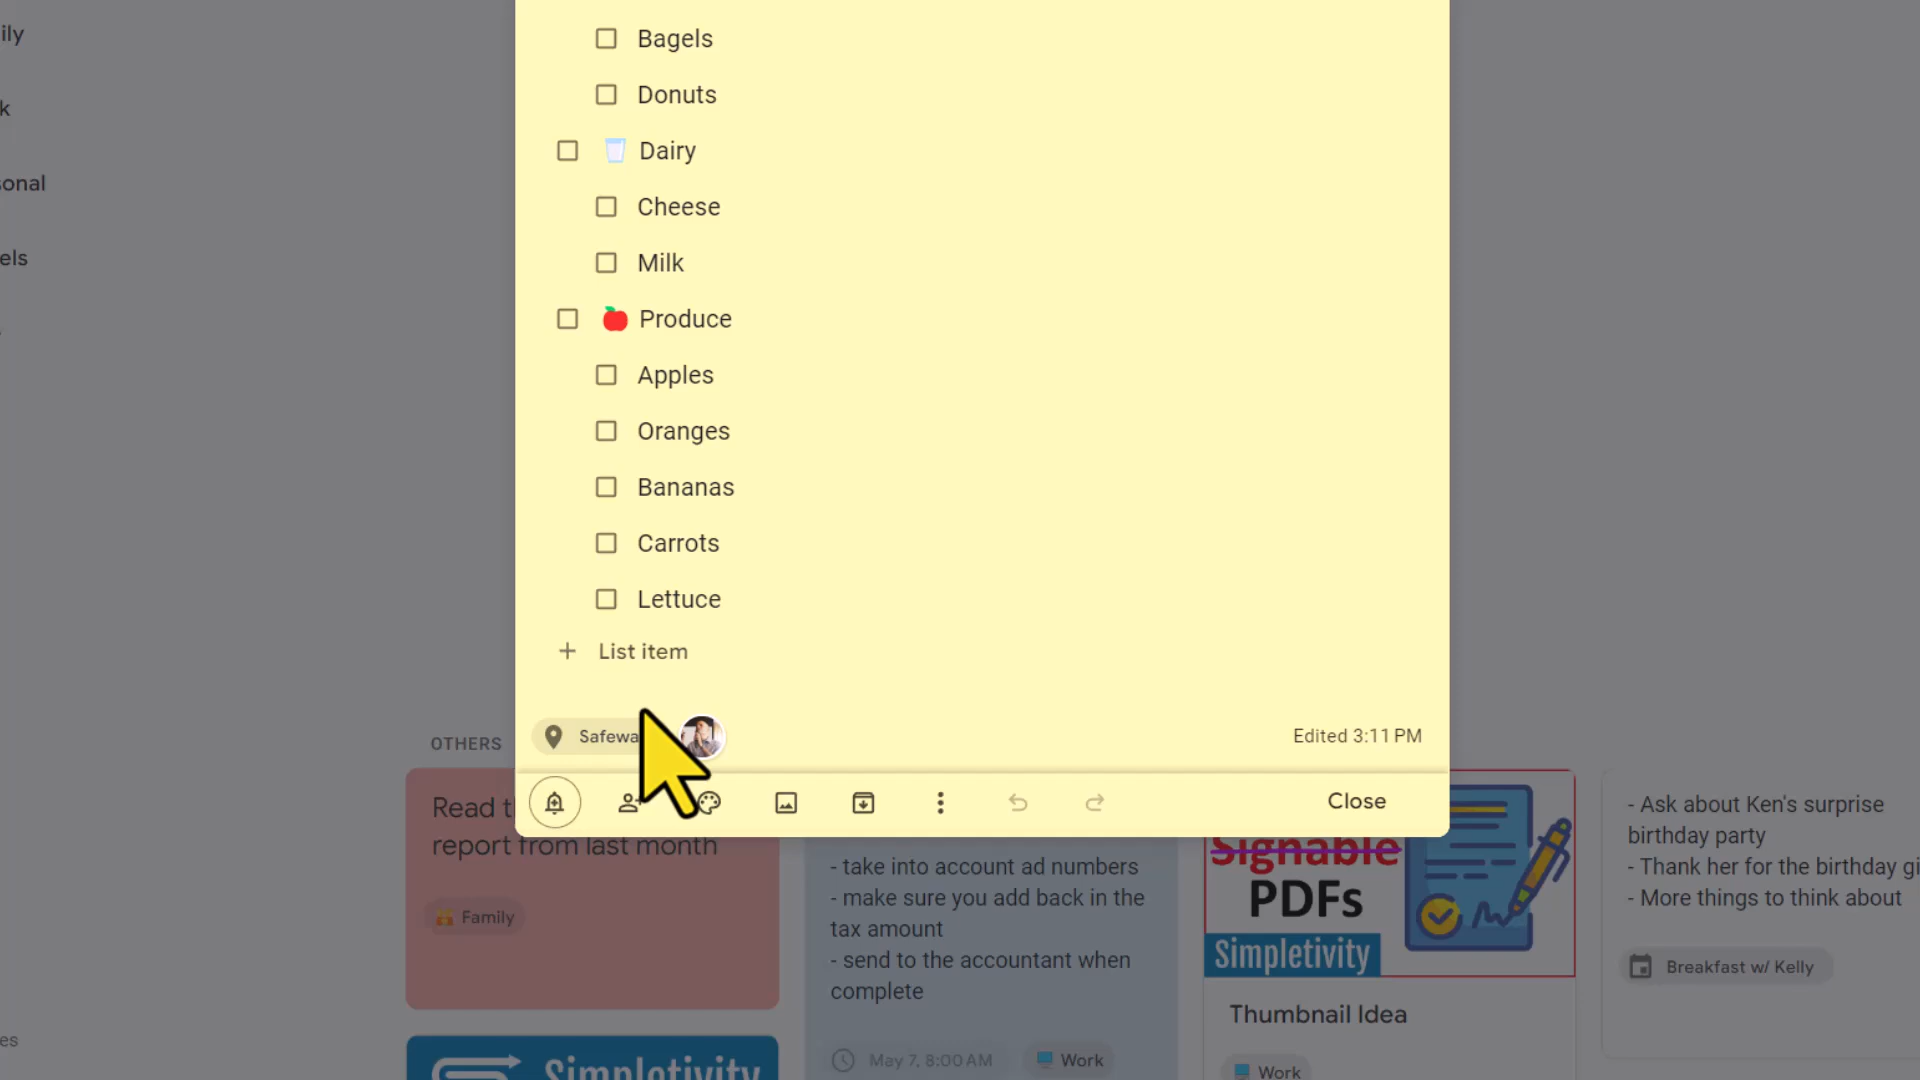 ily
k
sonal
els
es
Bagels
Donuts
Dairy
Cheese
Milk
Produce
Apples
Oranges
Bananas
Carrots
Lettuce
+ List item
Safewa
Edited 3:11 PM
Close
OTHERS
Read t
report from last month
Family
Simpletivity
- take into account ad numbers
- make sure you add back in the
tax amount
- send to the accountant when
complete
May 7, 8:00 AM
Work
Signable
PDFs
Simpletivity
Thumbnail Idea
Work
- Ask about Ken's surprise
birthday party
- Thank her for the birthday gi
- More things to think about
Breakfast w/ Kelly